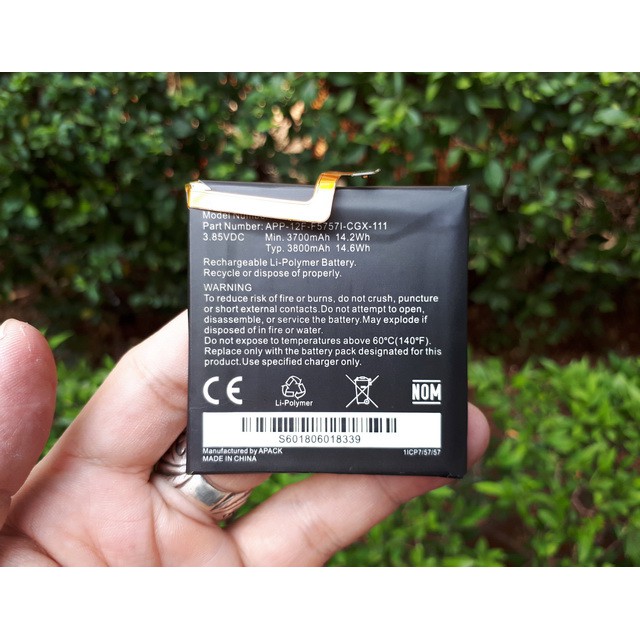 Model
Part Number: APP-12F-F5757I-CGX-111
3.85VDC Min. 3700mAh 14.2Wh
Typ. 3800mAh 14.6Wh
Rechargeable Li-Polymer Battery.
Recycle or dispose of properly.
WARNING
To reduce risk of fire or burns, do not crush, puncture
or short external contacts. Do not attempt to open,
disassemble, or service the battery.May explode if
disposed of in fire or water.
Do not expose to temperatures above 60°C(140°F).
Replace only with the battery pack designated for this
product.Use specified charger only.
CE Li-Polymer NOM
S601806018339
Manufactured by APACK 1ICP7/57/57
MADE IN CHINA